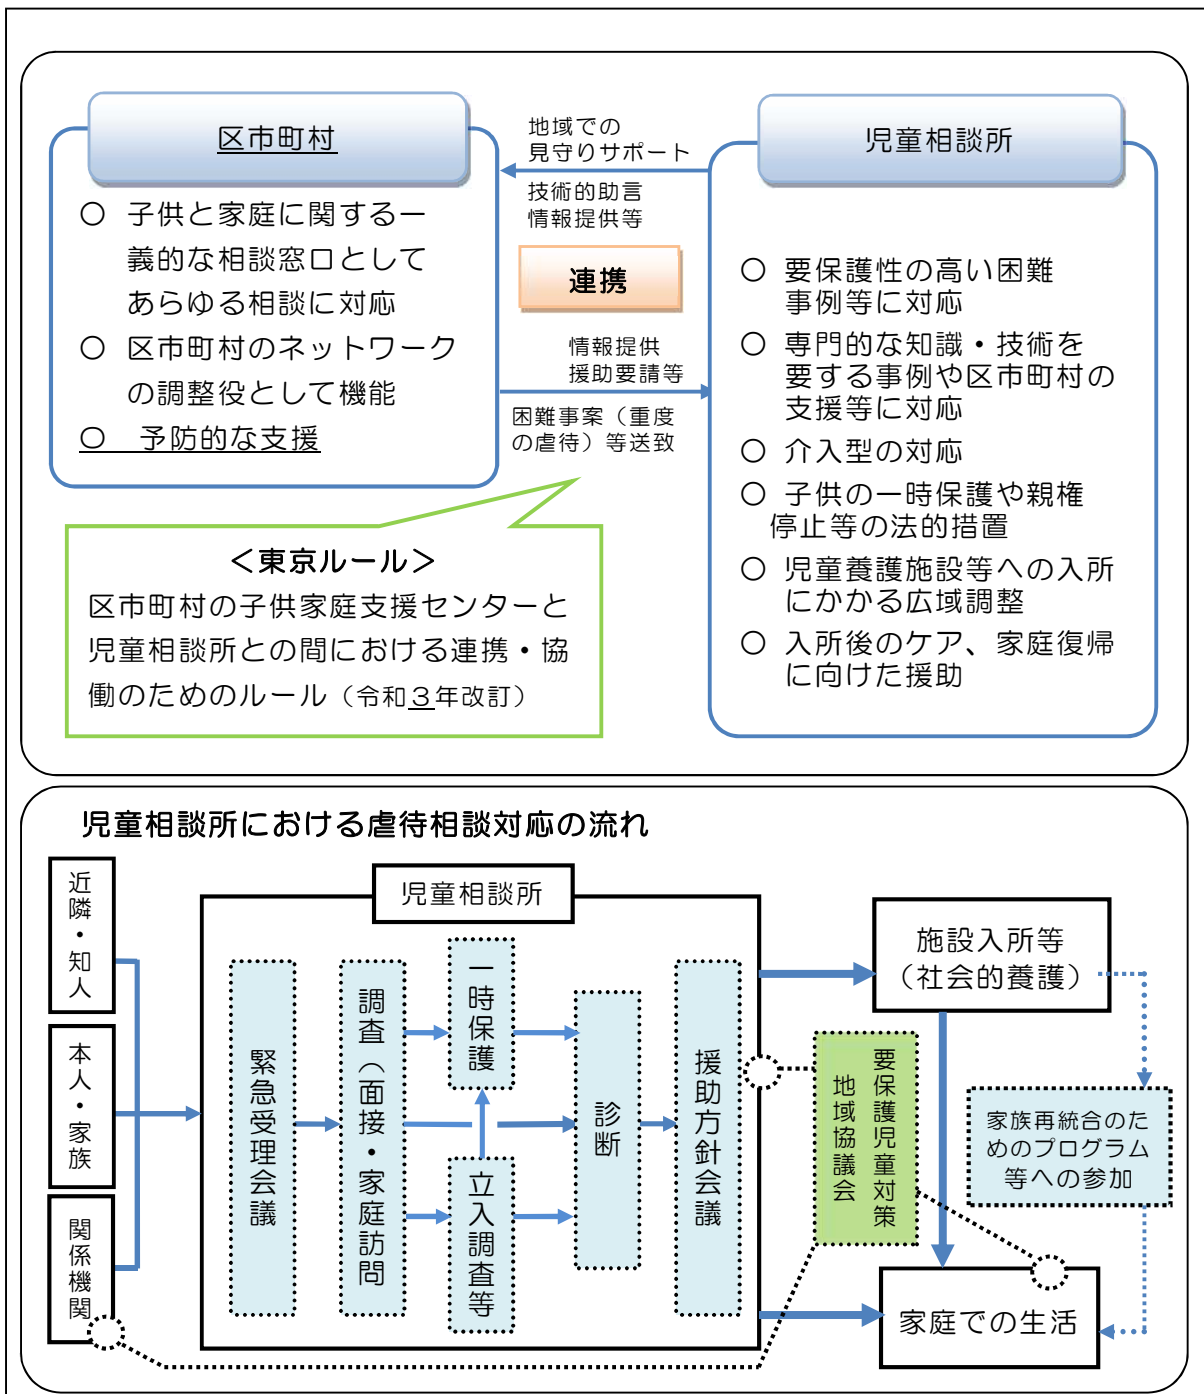 区市町村
〇 子供と家庭に関する一
義的な相談窓口として
あらゆる相談に対応
〇 区市町村のネットワーク
の調整役として機能
〇 予防的な支援
地域での
見守りサポート
技術的助言
情報提供等
連携
情報提供
援助要請等
困難事案（重度
の虐待）等送致
児童相談所
〇 要保護性の高い困難
事例等に対応
〇 専門的な知識・技術を
要する事例や区市町村の
支援等に対応
〇 介入型の対応
〇 子供の一時保護や親権
停止等の法的措置
〇 児童養護施設等への入所
にかかる広域調整
〇 入所後のケア、家庭復帰
に向けた援助
＜東京ルール＞
区市町村の子供家庭支援センターと
児童相談所との間における連携・協
働のためのルール（令和３年改訂）
児童相談所における虐待相談対応の流れ
近隣・知人
本人・家族
関係機関
児童相談所
緊急受理会議
調査（面接・家庭訪問
一時保護
立入調査等
診断
援助方針会議
要保護児童対策
地域協議会
施設入所等
（社会的養護）
家族再統合のた
めのプログラム
等への参加
家庭での生活